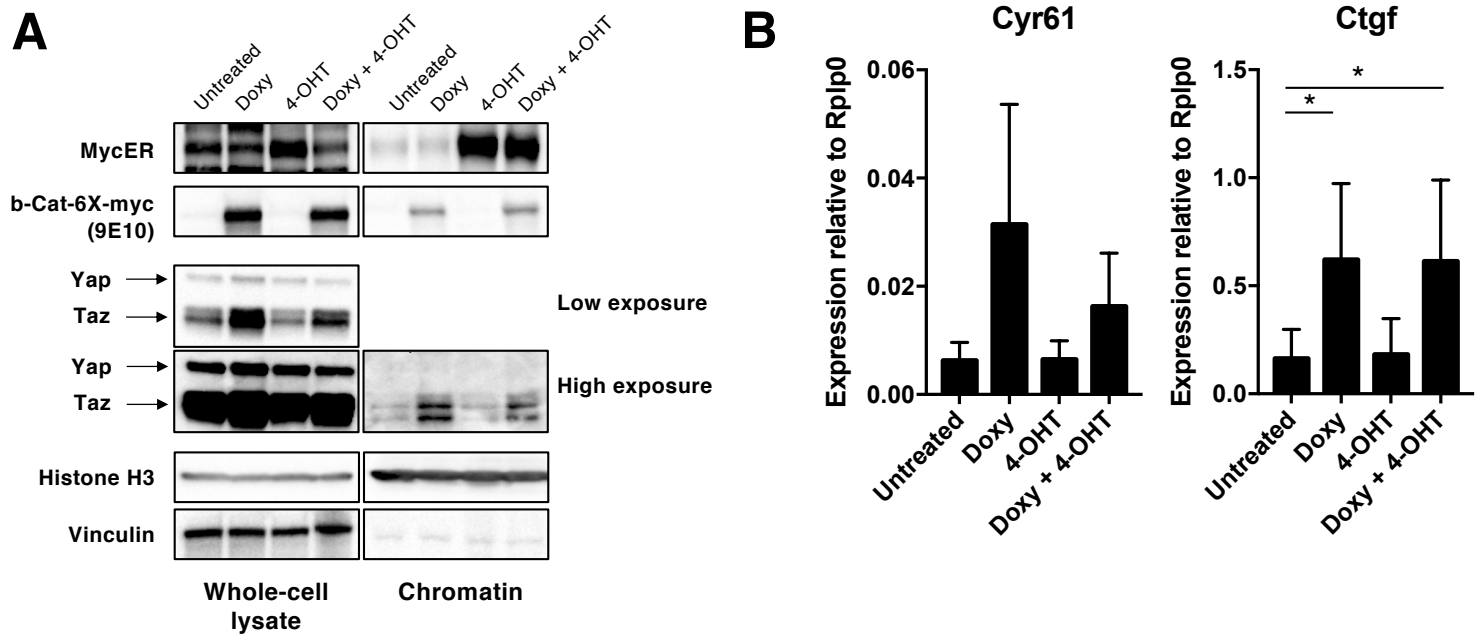 A
Untreated
Doxy
4-OHT
Doxy + 4-OHT
Untreated
Doxy
4-OHT
Doxy + 4-OHT
MycER
b-Cat-6X-myc
(9E10)
Yap
Taz
Low exposure
Yap
Taz
High exposure
Histone H3
Vinculin
Whole-cell
lysate
Chromatin
B
Cyr61
Expression relative to Rplp0
0.06
0.04
0.02
0.00
Untreated
Doxy
4-OHT
Doxy + 4-OHT
Ctgf
Expression relative to Rplp0
1.5
1.0
0.5
0.0
*
*
Untreated
Doxy
4-OHT
Doxy + 4-OHT